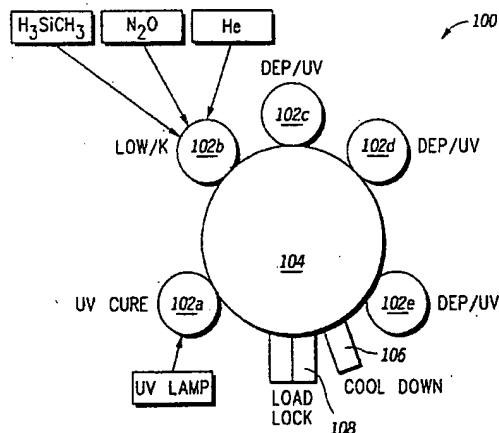 H3SiCH3
N2O
He
100
DEP/UV
102c
LOW/K
102b
102d
DEP/UV
104
UV CURE
102a
102e
DEP/UV
106
UV LAMP
LOAD
LOCK
COOL DOWN
108